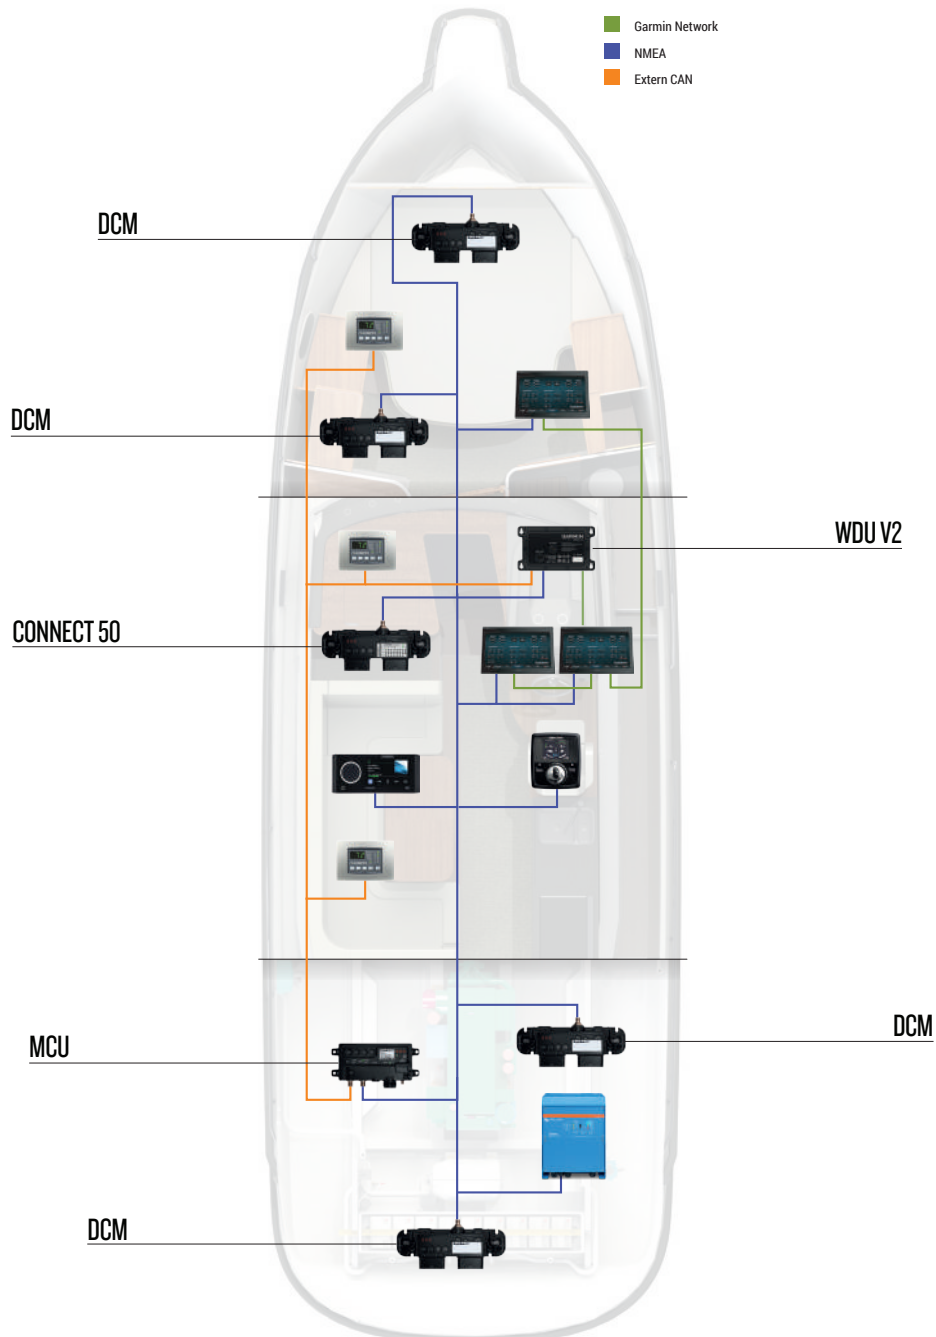 Garmin Network
NMEA
Extern CAN
DCM
DCM
WDU V2
CONNECT 50
DCM
MCU
DCM